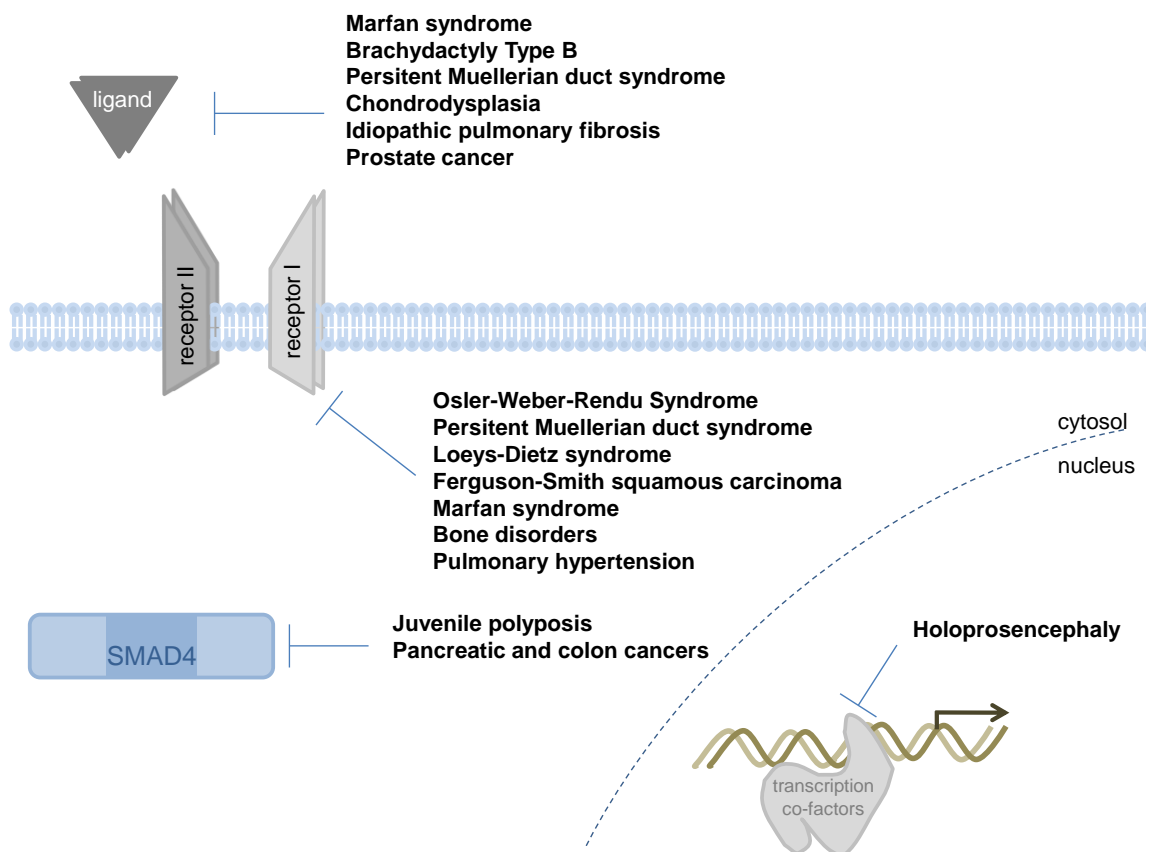 Marfan syndrome
Brachydactyly Type B
Persitent Muellerian duct syndrome
Chondrodysplasia
Idiopathic pulmonary fibrosis
Prostate cancer
ligand
receptor II
receptor I
Osler-Weber-Rendu Syndrome
Persitent Muellerian duct syndrome
Loeys-Dietz syndrome
Ferguson-Smith squamous carcinoma
Marfan syndrome
Bone disorders
Pulmonary hypertension
cytosol
nucleus
SMAD4
Juvenile polyposis
Pancreatic and colon cancers
Holoprosencephaly
transcription
co-factors